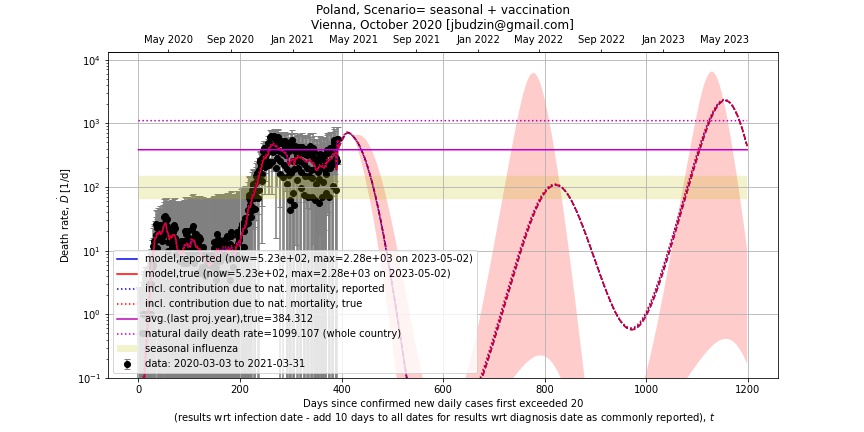 Poland, Scenario= seasonal + vaccination
Vienna, October 2020 [jbudzin@gmail.com]
May 2020 Sep 2020 Jan 2021 May 2021 Sep 2021 Jan 2022 May 2022 Sep 2022 Jan 2023 May 2023
10⁴
10³
10²
10¹
10⁰
10⁻¹
Death rate, D [1/d]
model,reported (now=5.23e+02, max=2.28e+03 on 2023-05-02)
model,true (now=5.23e+02, max=2.28e+03 on 2023-05-02)
incl. contribution due to nat. mortality, reported
incl. contribution due to nat. mortality, true
avg.(last proj.year),true=384.312
natural daily death rate=1099.107 (whole country)
seasonal influenza
data: 2020-03-03 to 2021-03-31
0 200 400 600 800 1000 1200
Days since confirmed new daily cases first exceeded 20
(results wrt infection date - add 10 days to all dates for results wrt diagnosis date as commonly reported), t